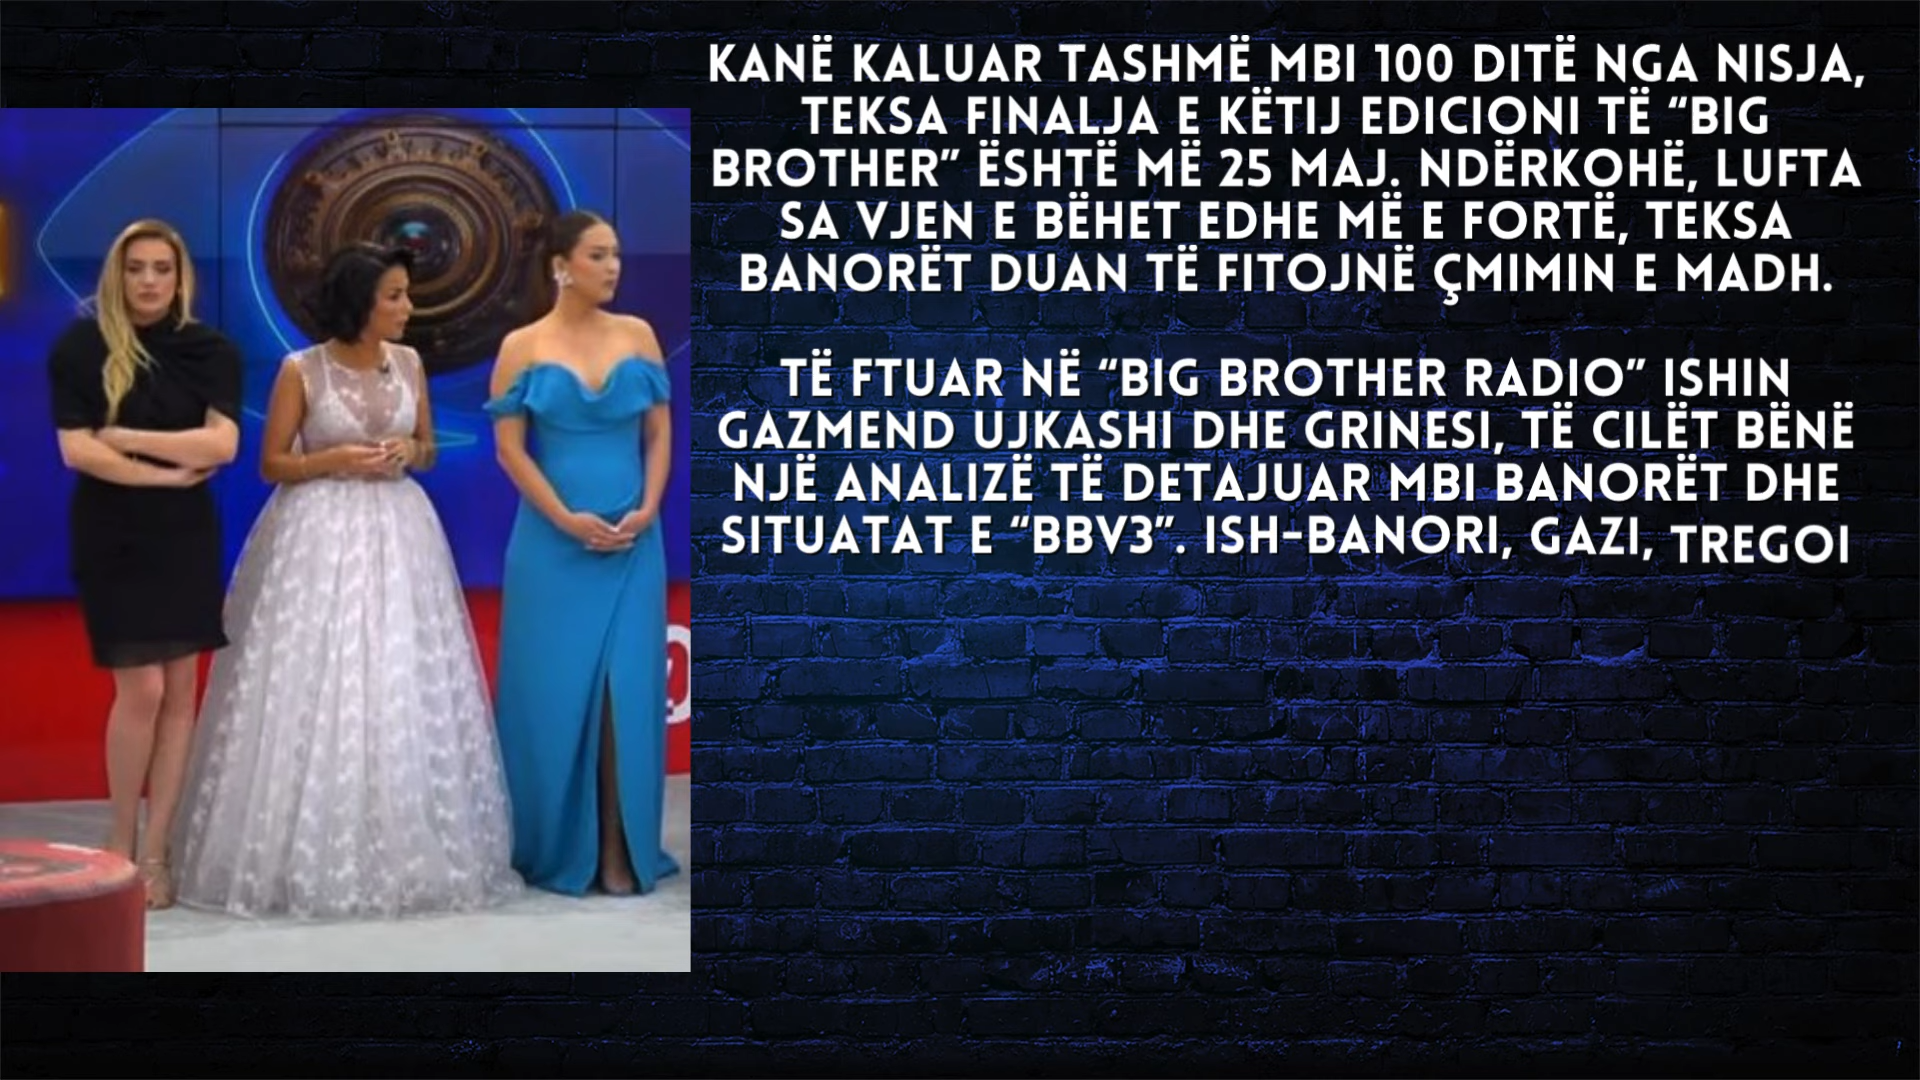 KANË KALUAR TASHMË MBI 100 DITË NGA NISJA,
TEKSA FINALJA E KËTIJ EDICIONI TË “BIG
BROTHER” ËSHTË MË 25 MAJ. NDËRKOHË, LUFTA
SA VJEN E BËHET EDHE MË E FORTË, TEKSA
BANORËT DUAN TË FITOJNË ÇMIMIN E MADH.
TË FTUAR NË “BIG BROTHER RADIO” ISHIN
GAZMEND UJKASHI DHE GRINESI, TË CILËT BËNË
NJË ANALIZË TË DETAJUAR MBI BANORËT DHE
SITUATAT E “BBV3”. ISH-BANORI, GAZI, TREGOI